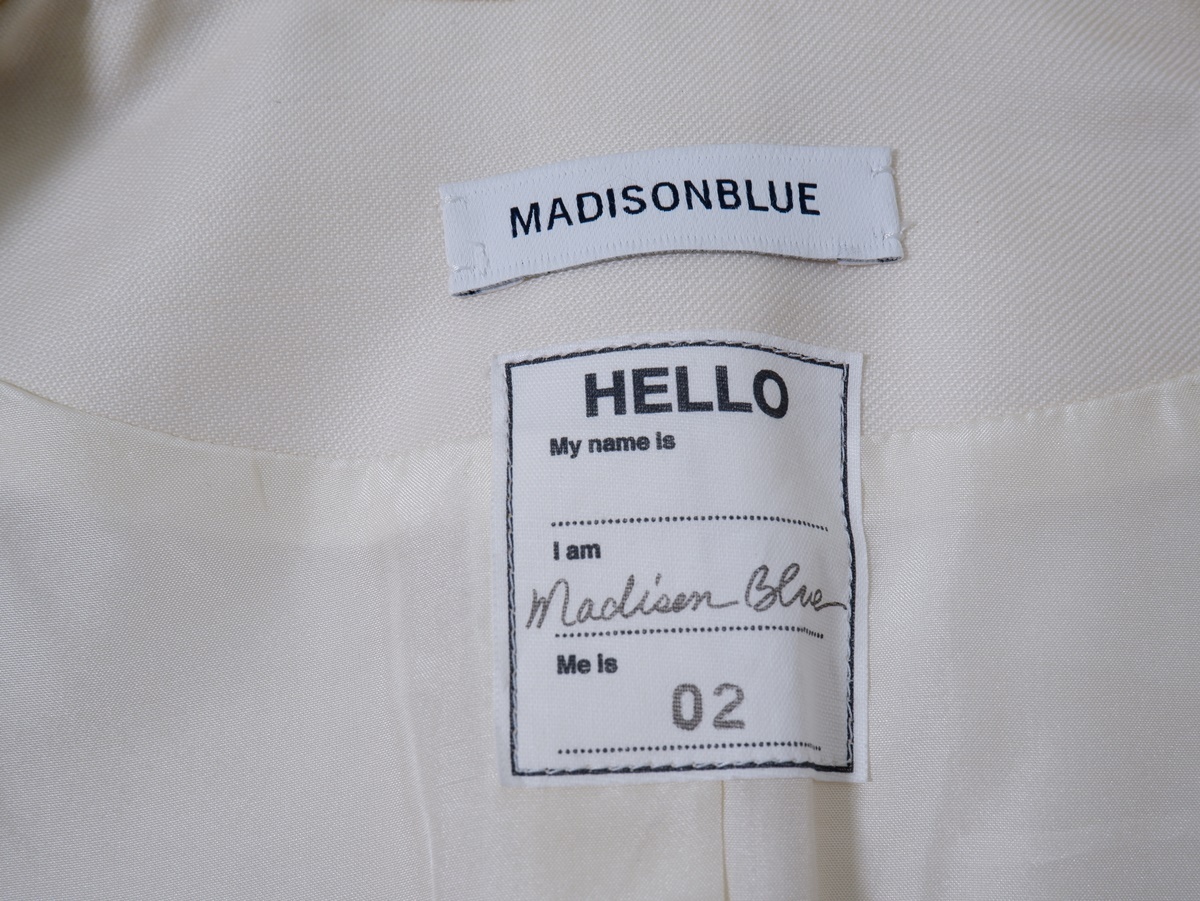 MADISONBLUE
HELLO
My name is
I am
Madison Blue
Me is
02